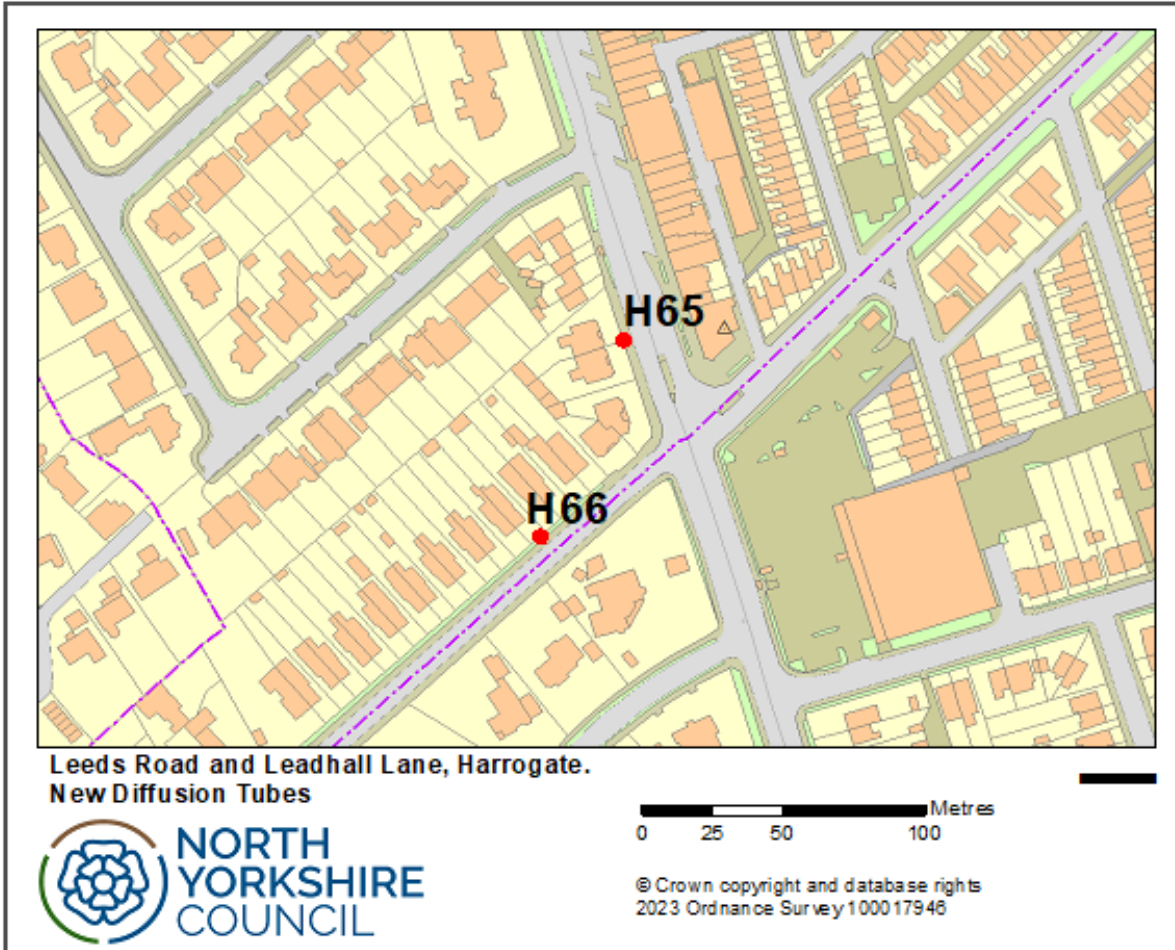 H65
H66
Leeds Road and Leadhall Lane, Harrogate.
New Diffusion Tubes
NORTH
YORKSHIRE
COUNCIL
Metres
0 25 50 100
© Crown copyright and database rights
2023 Ordnance Survey 100017946